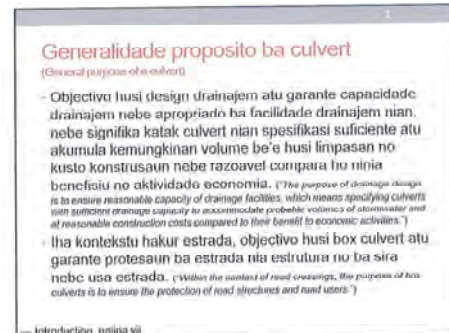 Generalidade proposito ba culvert
(General purpose of a culvert)
- Objectivo husi design drainajem atu garante capacidade
drainajem nebe apropriado ba facilidade drainajem nian,
nebe signifika katak culvert nian spesifikasi suficiente atu
akumula kemungkinan volume be'e husi limpasan no
kusto konstrusaun nebe razoavel compara ho ninia
benefisiu no aktividade economia. ("The purpose of drainage design
is to ensure reasonable capacity of drainage facilities, which means specifying culverts
with sufficient drainage capacity to accommodate probable volumes of stormwater and
at reasonable construction costs compared to their benefit to economic activities.")
- Iha kontekstu hakur estrada, objectivo husi box culvert atu
garante protesaun ba estrada nia estrutura no ba sira
nebe usa estrada. ("Within the context of road crossings, the purpose of box
culverts is to ensure the protection of road structures and road users.")
Introduction, pagina vii